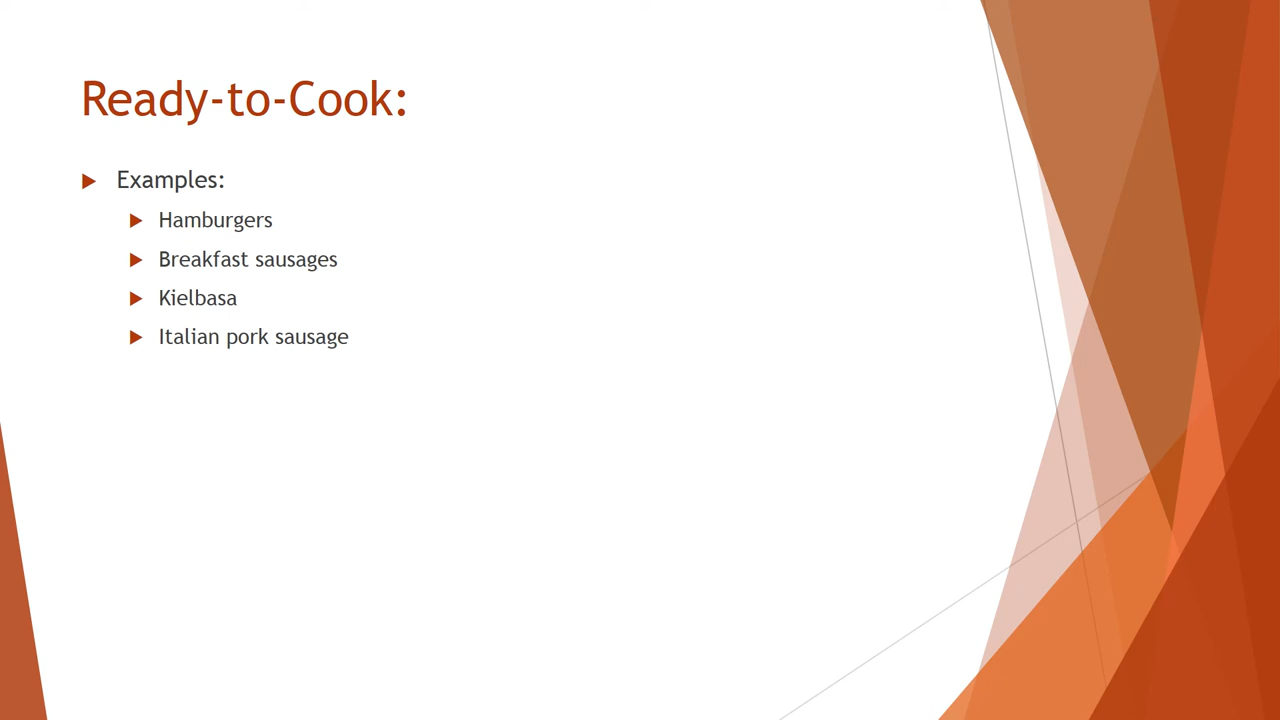 Ready-to-Cook:
Examples:
Hamburgers
Breakfast sausages
Kielbasa
Italian pork sausage